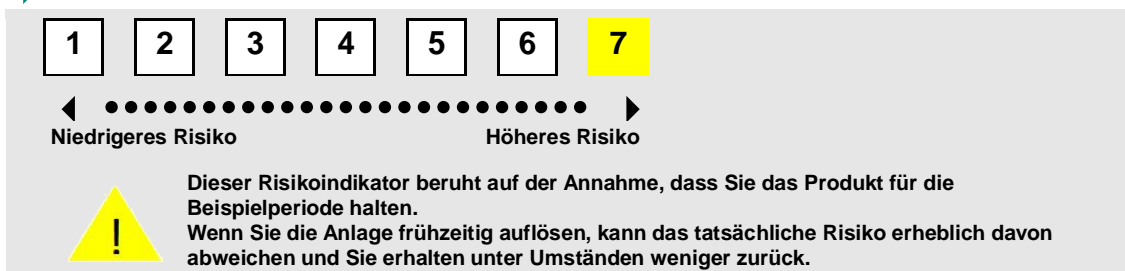 1 2 3 4 5 6 7
Niedrigeres Risiko Höheres Risiko
Dieser Risikoindikator beruht auf der Annahme, dass Sie das Produkt für die
Beispielperiode halten.
! Wenn Sie die Anlage frühzeitig auflösen, kann das tatsächliche Risiko erheblich davon
abweichen und Sie erhalten unter Umständen weniger zurück.